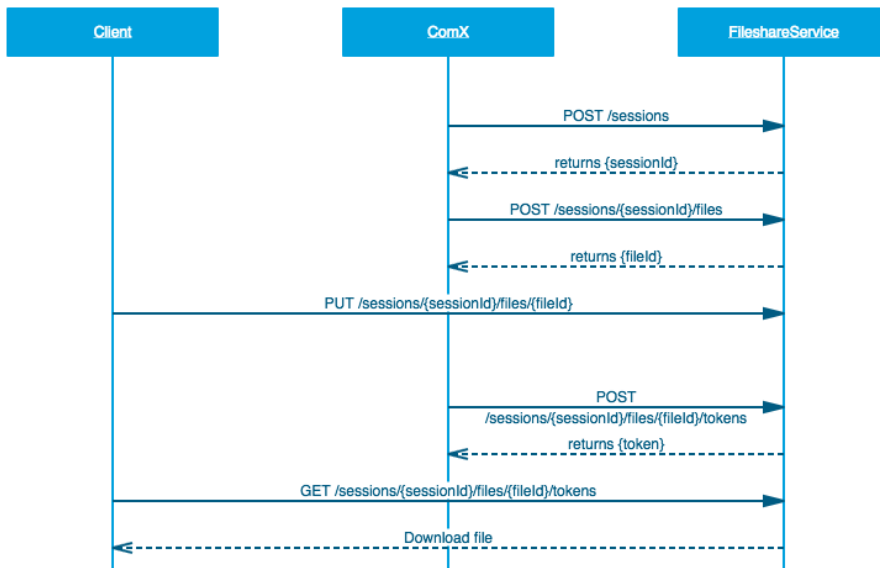 Client
ComX
FileshareService
POST /sessions
returns {sessionId}
POST /sessions/{sessionId}/files
returns {fileId}
PUT /sessions/{sessionId}/files/{fileId}
POST
/sessions/{sessionId}/files/{fileId}/tokens
returns {token}
GET /sessions/{sessionId}/files/{fileId}/tokens
Download file